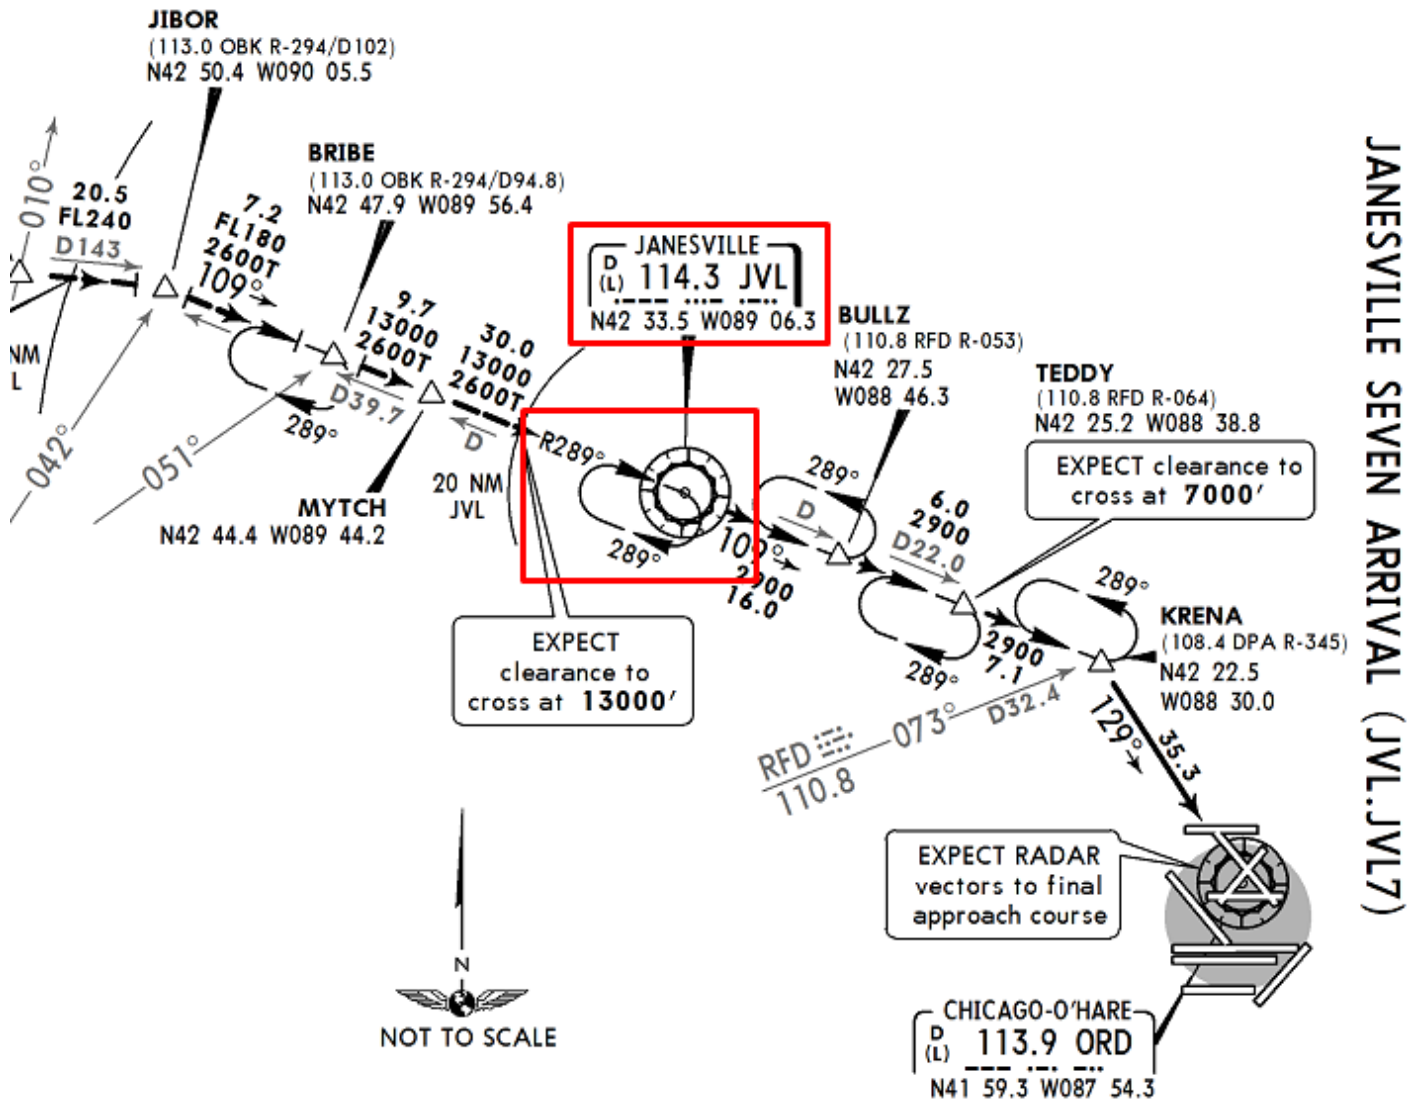 JIBOR
(113.0 OBK R-294/D102)
N42 50.4 W090 05.5
BRIBE
(113.0 OBK R-294/D94.8)
N42 47.9 W089 56.4
010°
20.5
FL240
D143
7.2
FL180
2600T
109°
9.7
13000
2600T
30.0
13000
2600T
JANESVILLE
D
(L) 114.3 JVL
N42 33.5 W089 06.3
BULLZ
(110.8 RFD R-053)
N42 27.5
W088 46.3
TEDDY
(110.8 RFD R-064)
N42 25.2 W088 38.8
EXPECT clearance to
cross at 7000'
NM
L
042°
051°
289°
D39.7
D
R289°
20 NM
JVL
MYTCH
N42 44.4 W089 44.2
289°
109°
2900
16.0
289°
D
6.0
2900
D22.0
289°
2900
7.1
289°
KRENA
(108.4 DPA R-345)
N42 22.5
W088 30.0
EXPECT
clearance to
cross at 13000'
RFD
110.8
073°
D32.4
129°
35.3
EXPECT RADAR
vectors to final
approach course
N
NOT TO SCALE
CHICAGO-O'HARE
D
(L) 113.9 ORD
N41 59.3 W087 54.3
JANESVILLE SEVEN ARRIVAL (JVL.JVL7)